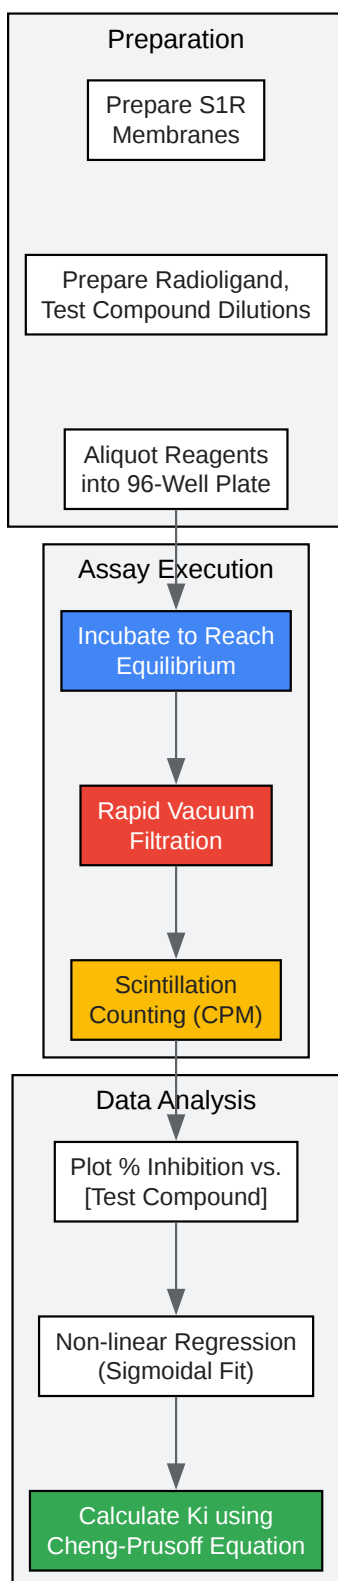 Preparation
Prepare S1R
Membranes
Prepare Radioligand,
Test Compound Dilutions
Aliquot Reagents
into 96-Well Plate
Assay Execution
Incubate to Reach
Equilibrium
Rapid Vacuum
Filtration
Scintillation
Counting (CPM)
Data Analysis
Plot % Inhibition vs.
[Test Compound]
Non-linear Regression
(Sigmoidal Fit)
Calculate Ki using
Cheng-Prusoff Equation